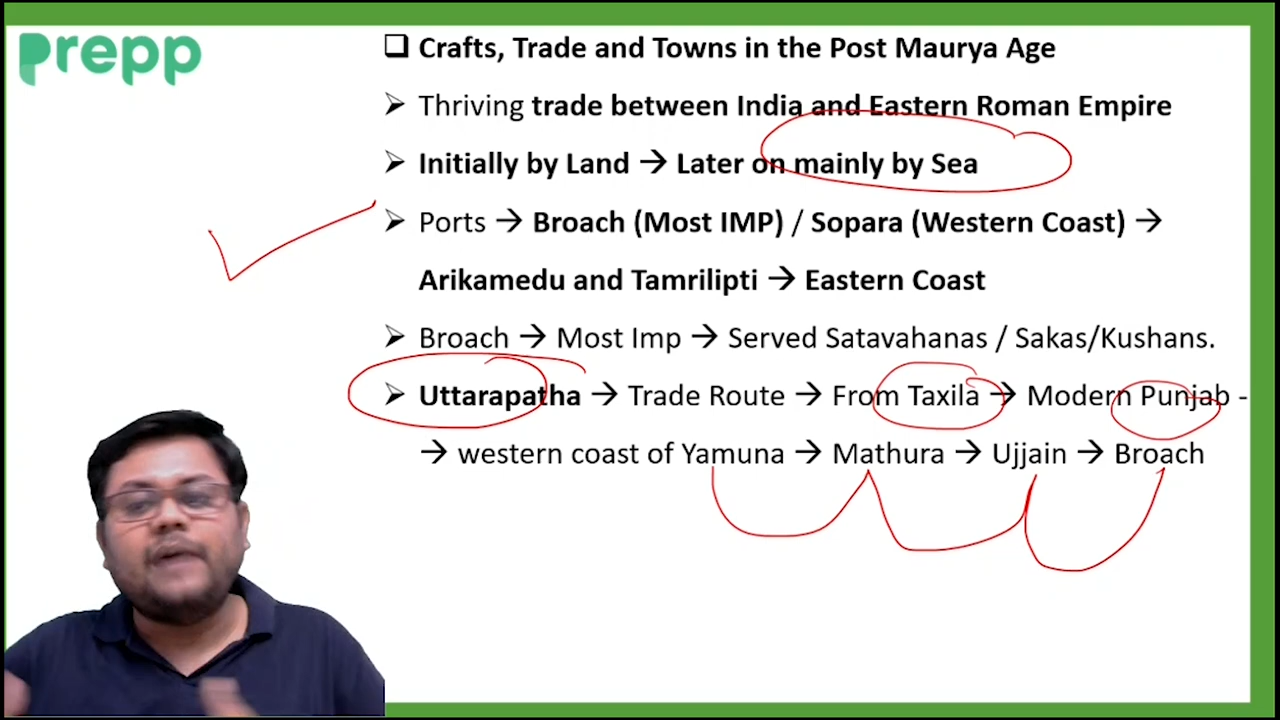 prepp
❑ Crafts, Trade and Towns in the Post Maurya Age
➢ Thriving trade between India and Eastern Roman Empire
➢ Initially by Land → Later on mainly by Sea
➢ Ports → Broach (Most IMP) / Sopara (Western Coast) →
Arikamedu and Tamrilipti → Eastern Coast
➢ Broach → Most Imp → Served Satavahanas / Sakas/Kushans.
➢ Uttarapatha → Trade Route → From Taxila → Modern Punjab -
→ western coast of Yamuna → Mathura → Ujjain → Broach